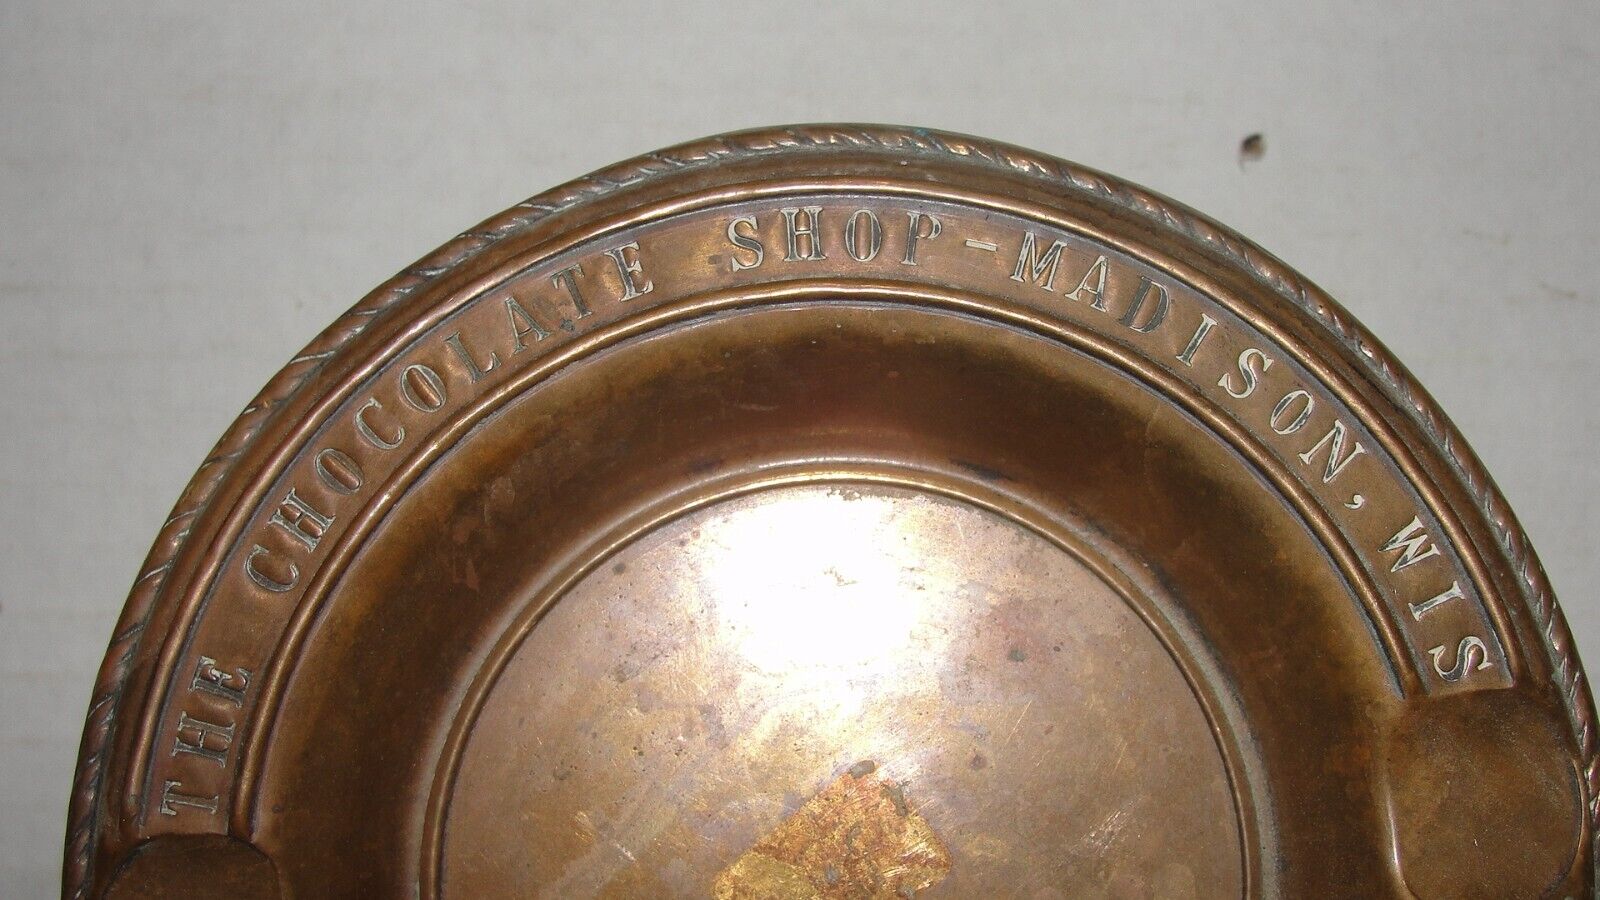 THE CHOCOLATE SHOP-MADISON, WIS